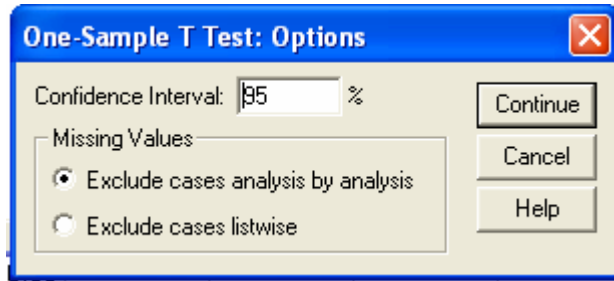 One-Sample T Test: Options
Confidence Interval: 95 %
Continue
Missing Values
Exclude cases analysis by analysis
Cancel
Exclude cases listwise
Help